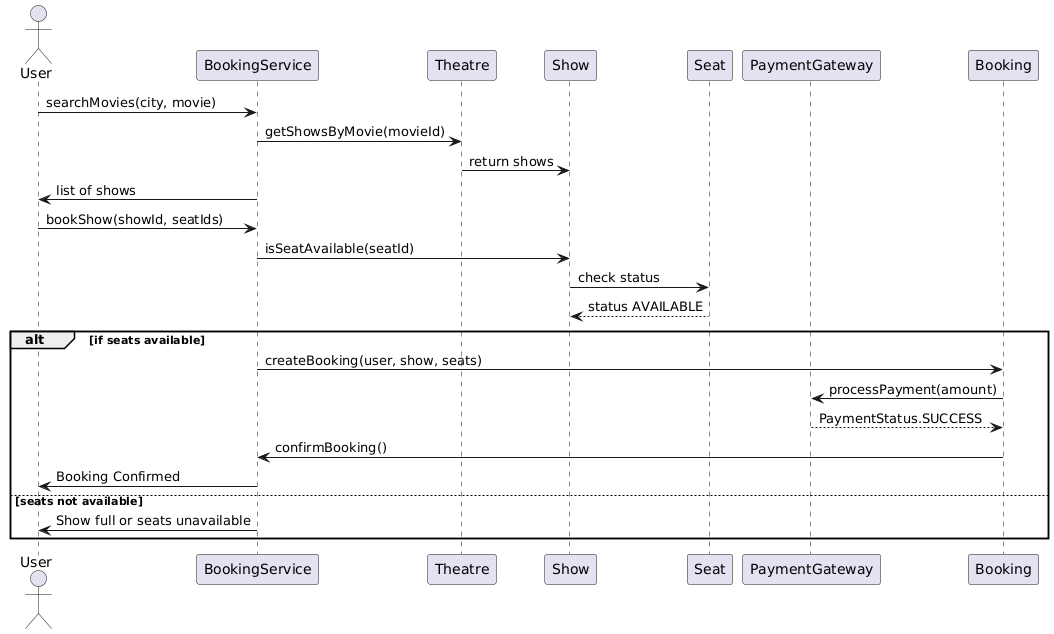 User
BookingService
Theatre
Show
Seat
PaymentGateway
Booking
searchMovies(city, movie)
getShowsByMovie(movieId)
return shows
list of shows
bookShow(showId, seatIds)
isSeatAvailable(seatId)
check status
status AVAILABLE
alt [if seats available]
createBooking(user, show, seats)
processPayment(amount)
PaymentStatus.SUCCESS
confirmBooking()
Booking Confirmed
[seats not available]
Show full or seats unavailable
User
BookingService
Theatre
Show
Seat
PaymentGateway
Booking